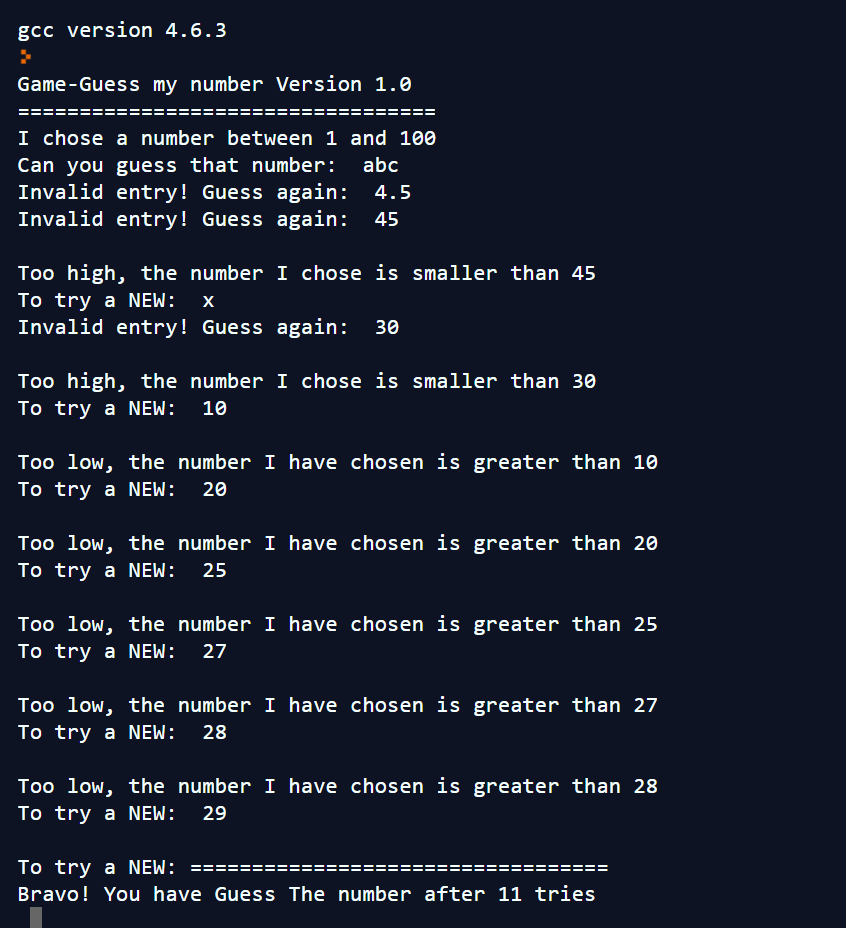 gcc version 4.6.3
>
Game-Guess my number Version 1.0
==================================
I chose a number between 1 and 100
Can you guess that number:  abc
Invalid entry! Guess again:  4.5
Invalid entry! Guess again:  45
Too high, the number I chose is smaller than 45
To try a NEW:  x
Invalid entry! Guess again:  30
Too high, the number I chose is smaller than 30
To try a NEW:  10
Too low, the number I have chosen is greater than 10
To try a NEW:  20
Too low, the number I have chosen is greater than 20
To try a NEW:  25
Too low, the number I have chosen is greater than 25
To try a NEW:  27
Too low, the number I have chosen is greater than 27
To try a NEW:  28
Too low, the number I have chosen is greater than 28
To try a NEW:  29
To try a NEW: ==================================
Bravo! You have Guess The number after 11 tries